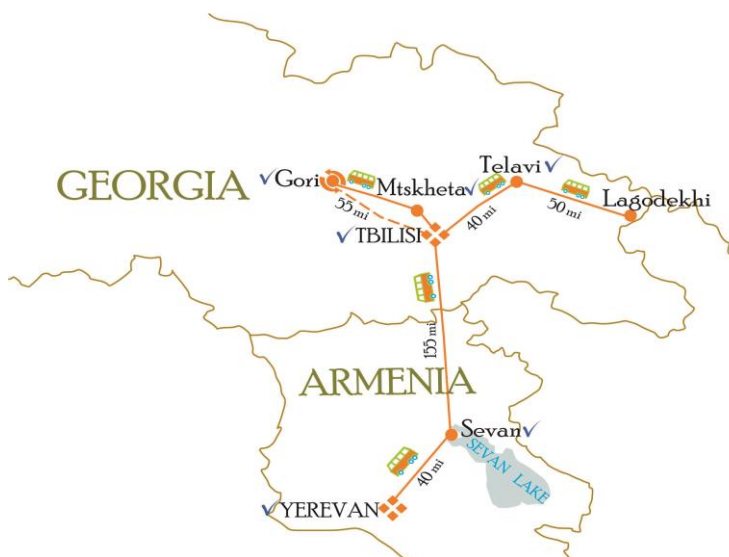 Telavi
GEORGIA
Gori
Mtskheta
Lagodekhi
55 mi
40 mi
50 mi
TBILISI
155 mi
ARMENIA
Sevan
SEVAN LAKE
40 mi
YEREVAN